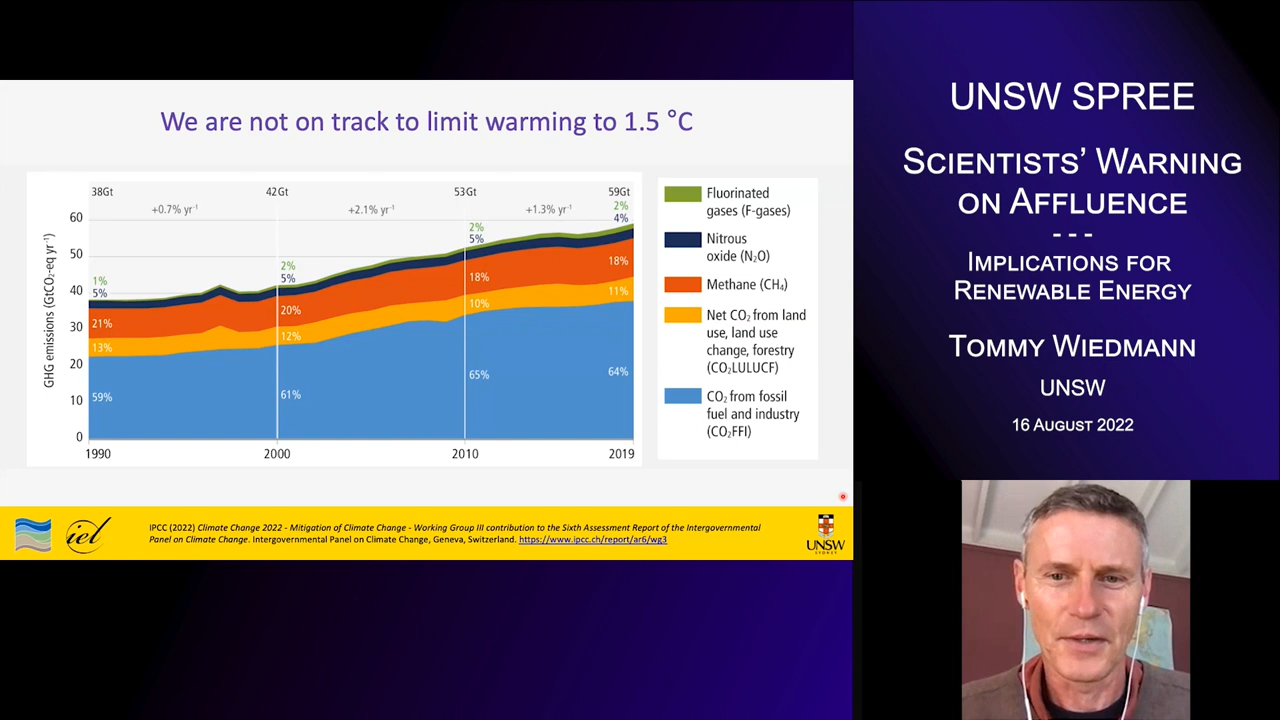 We are not on track to limit warming to 1.5 °C
38Gt 42Gt 53Gt 59Gt
+0.7% yr⁻¹ +2.1% yr⁻¹ +1.3% yr⁻¹
GHG emissions (GtCO₂-eq yr⁻¹)
60
50
40
30
20
10
0
1%
5%
21%
13%
59%
2%
5%
20%
12%
61%
2%
5%
18%
10%
65%
2%
4%
18%
11%
64%
1990 2000 2010 2019
Fluorinated
gases (F-gases)
Nitrous
oxide (N₂O)
Methane (CH₄)
Net CO₂ from land
use, land use
change, forestry
(CO₂LULUCF)
CO₂ from fossil
fuel and industry
(CO₂FFI)
iel
IPCC (2022) Climate Change 2022 - Mitigation of Climate Change - Working Group III contribution to the Sixth Assessment Report of the Intergovernmental
Panel on Climate Change. Intergovernmental Panel on Climate Change, Geneva, Switzerland. https://www.ipcc.ch/report/ar6/wg3
UNSW
SYDNEY
UNSW SPREE
SCIENTISTS' WARNING
ON AFFLUENCE
- - -
IMPLICATIONS FOR
RENEWABLE ENERGY
TOMMY WIEDMANN
UNSW
16 AUGUST 2022